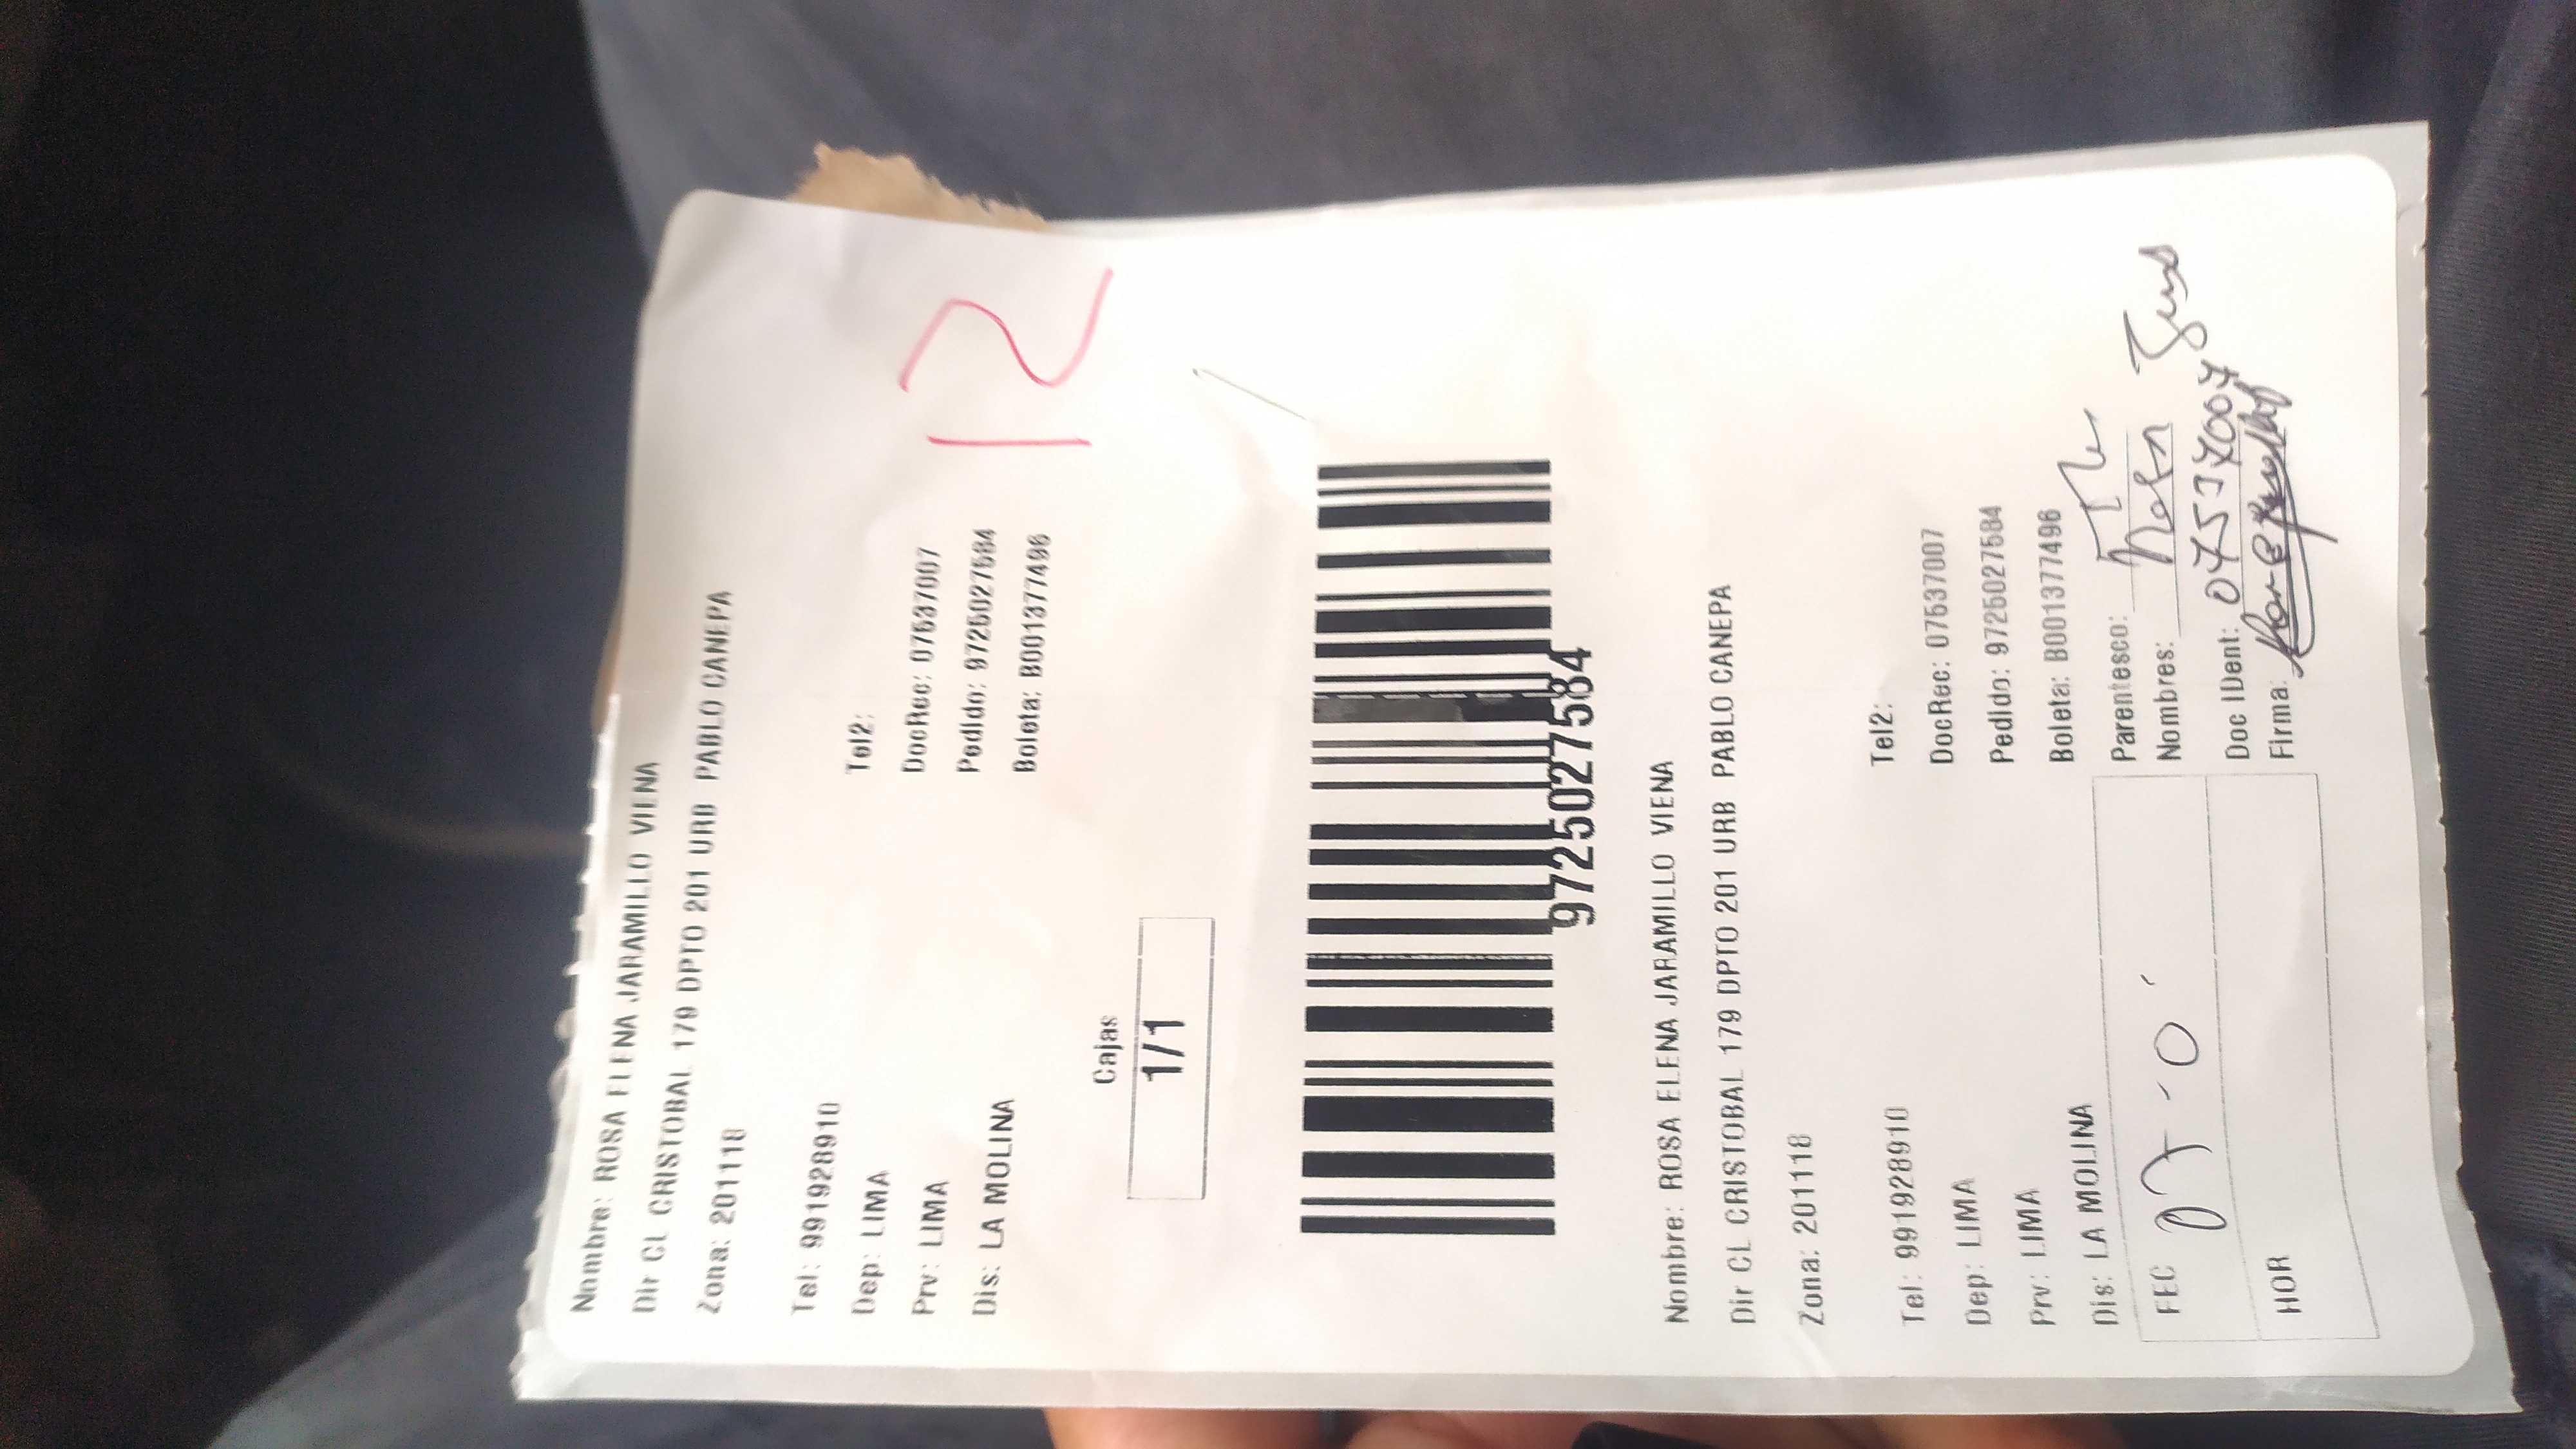 Nombre: ROSA ELENA JARAMILLO VIENA
Dir CL CRISTOBAL 179 DPTO 201 URB PABLO CANEPA
Zona: 201118
Tel: 991928910
Tel2:
Dep: LIMA
DocRec: 07537007
Prv: LIMA
Pedido: 9725027584
Dis: LA MOLINA
Boleta: B001377496
12
Cajas
1/1
9725027584
Nombre: ROSA ELENA JARAMILLO VIENA
Dir CL CRISTOBAL 179 DPTO 201 URB PABLO CANEPA
Zona: 201118
Tel: 991928910
Tel2:
Dep: LIMA
DocRec: 07537007
Prv: LIMA
Pedido: 9725027584
Dis: LA MOLINA
Boleta: B001377496
FEC
Parentesco:
Nombres: Rosa
HOR
Doc IDent: 07537007
Firma: